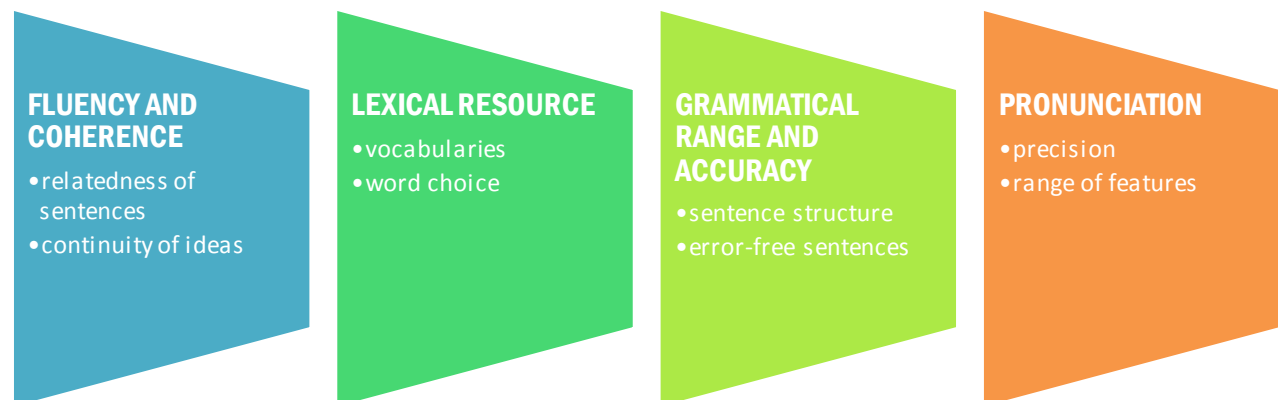 FLUENCY AND
COHERENCE
•relatedness of
sentences
•continuity of ideas
LEXICAL RESOURCE
•vocabularies
•word choice
GRAMMATICAL
RANGE AND
ACCURACY
•sentence structure
•error-free sentences
PRONUNCIATION
•precision
•range of features